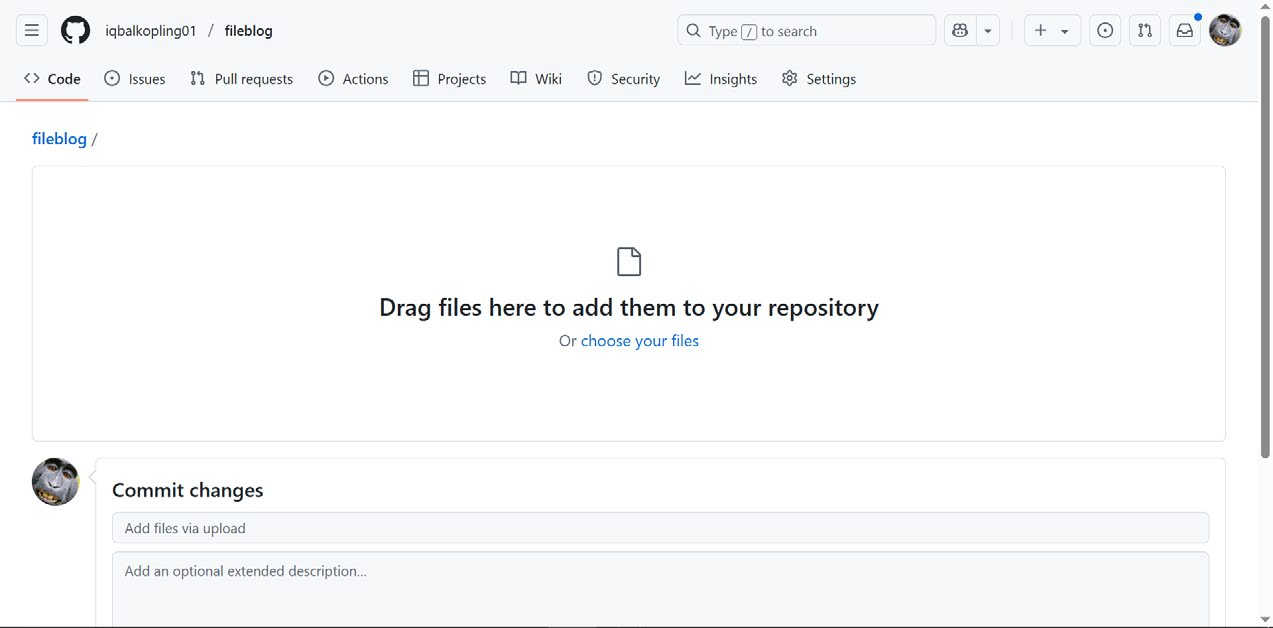 iqbalkopling01 / fileblog
Type / to search
Code Issues Pull requests Actions Projects Wiki Security Insights Settings
fileblog /
Drag files here to add them to your repository
Or choose your files
Commit changes
Add files via upload
Add an optional extended description...